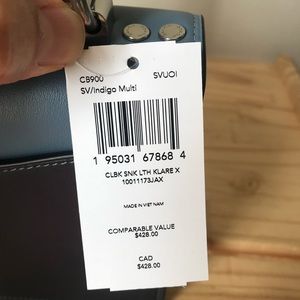 CB900 SVUOI
SV/Indigo Multi
1 95031 67868 4
CLBK SNK LTH KLARE X
10011173JAX
MADE IN VIET NAM
COMPARABLE VALUE
$428.00
CAD
$428.00